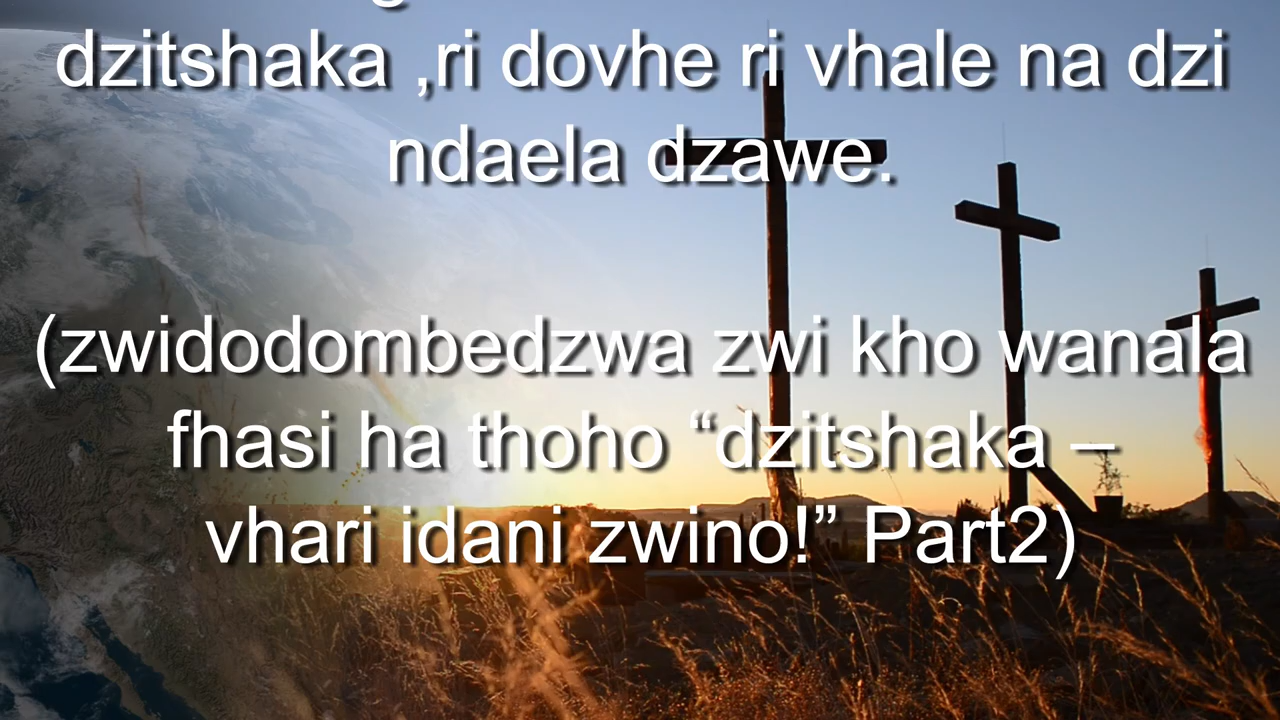 dzitshaka ,ri dovhe ri vhale na dzi
ndaela dzawe.
(zwidodombedzwa zwi kho wanala
fhasi ha thoho “dzitshaka –
vhari idani zwino!” Part2)